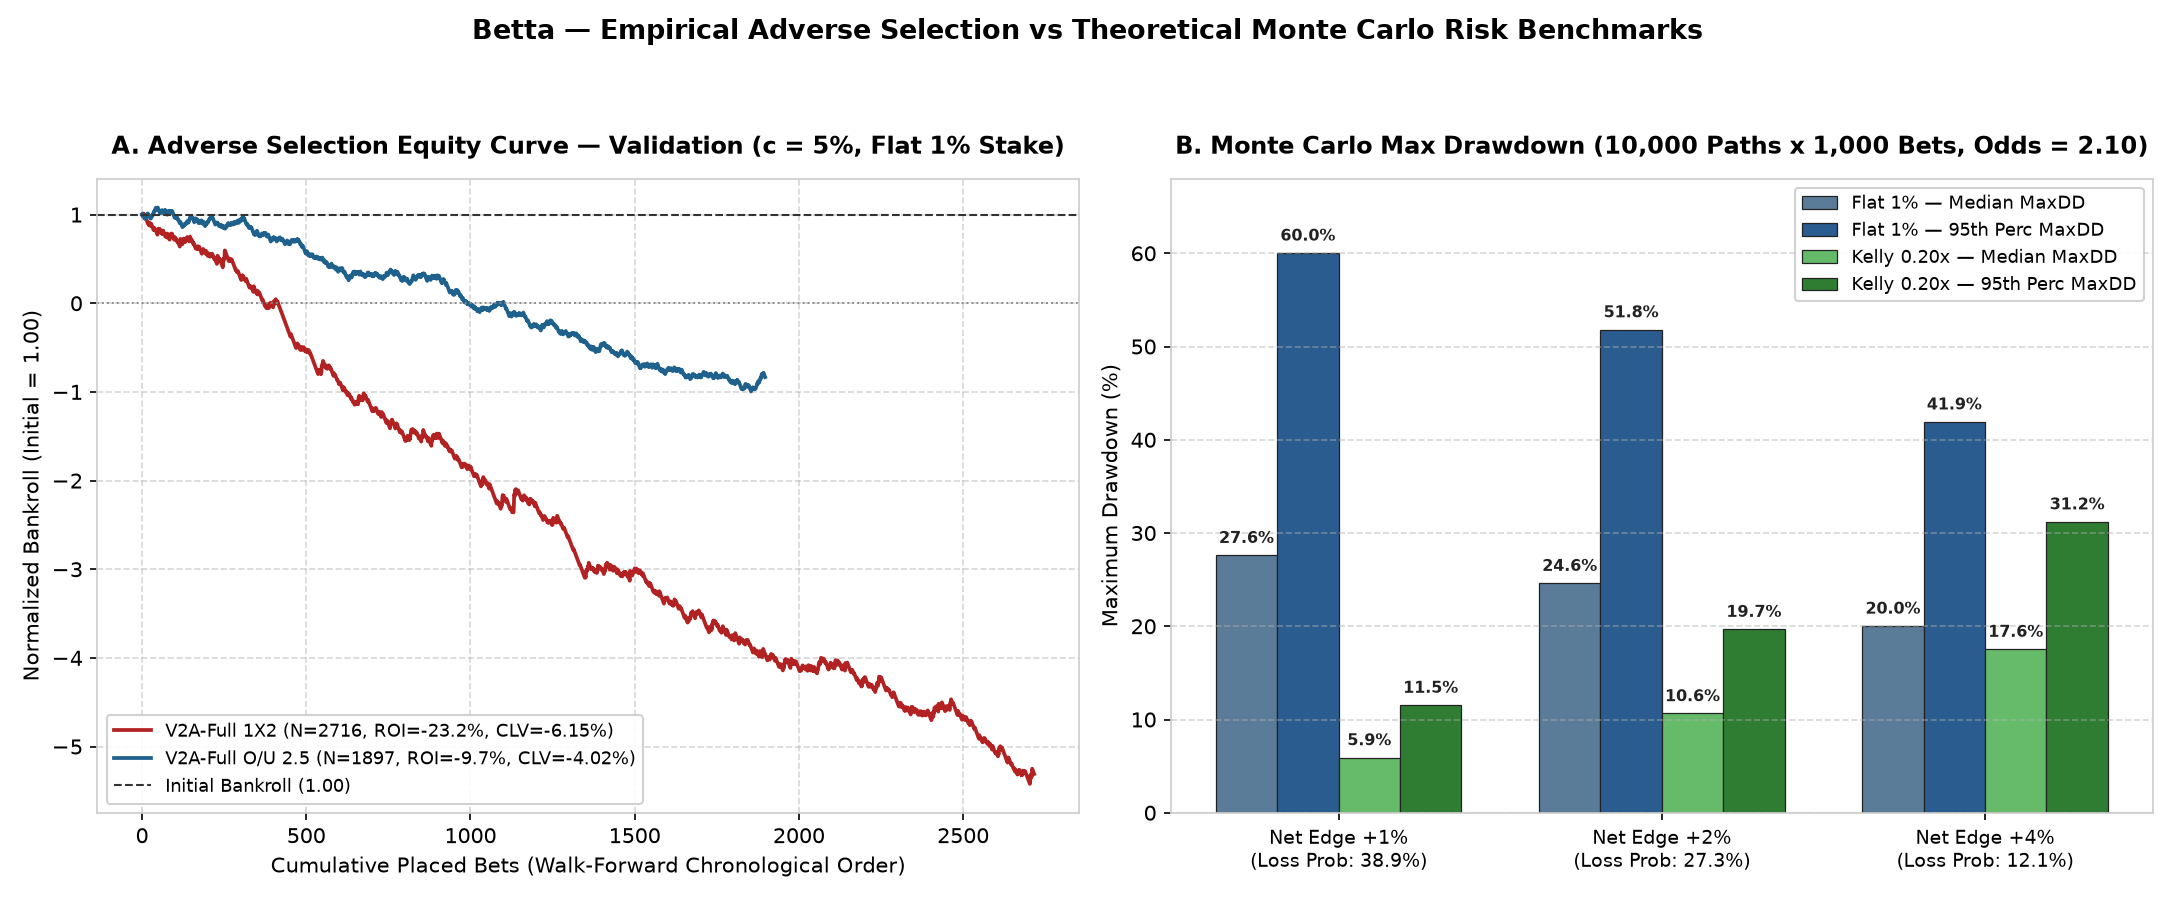 Betta — Empirical Adverse Selection vs Theoretical Monte Carlo Risk Benchmarks
A. Adverse Selection Equity Curve — Validation (c = 5%, Flat 1% Stake)
Normalized Bankroll (Initial = 1.00)
1
0
−1
−2
−3
−4
−5
V2A-Full 1X2 (N=2716, ROI=-23.2%, CLV=-6.15%)
V2A-Full O/U 2.5 (N=1897, ROI=-9.7%, CLV=-4.02%)
Initial Bankroll (1.00)
0
500
1000
1500
2000
2500
Cumulative Placed Bets (Walk-Forward Chronological Order)
B. Monte Carlo Max Drawdown (10,000 Paths x 1,000 Bets, Odds = 2.10)
Maximum Drawdown (%)
60
50
40
30
20
10
0
Flat 1% — Median MaxDD
Flat 1% — 95th Perc MaxDD
Kelly 0.20x — Median MaxDD
Kelly 0.20x — 95th Perc MaxDD
27.6%
60.0%
5.9%
11.5%
24.6%
51.8%
10.6%
19.7%
20.0%
41.9%
17.6%
31.2%
Net Edge +1%
(Loss Prob: 38.9%)
Net Edge +2%
(Loss Prob: 27.3%)
Net Edge +4%
(Loss Prob: 12.1%)